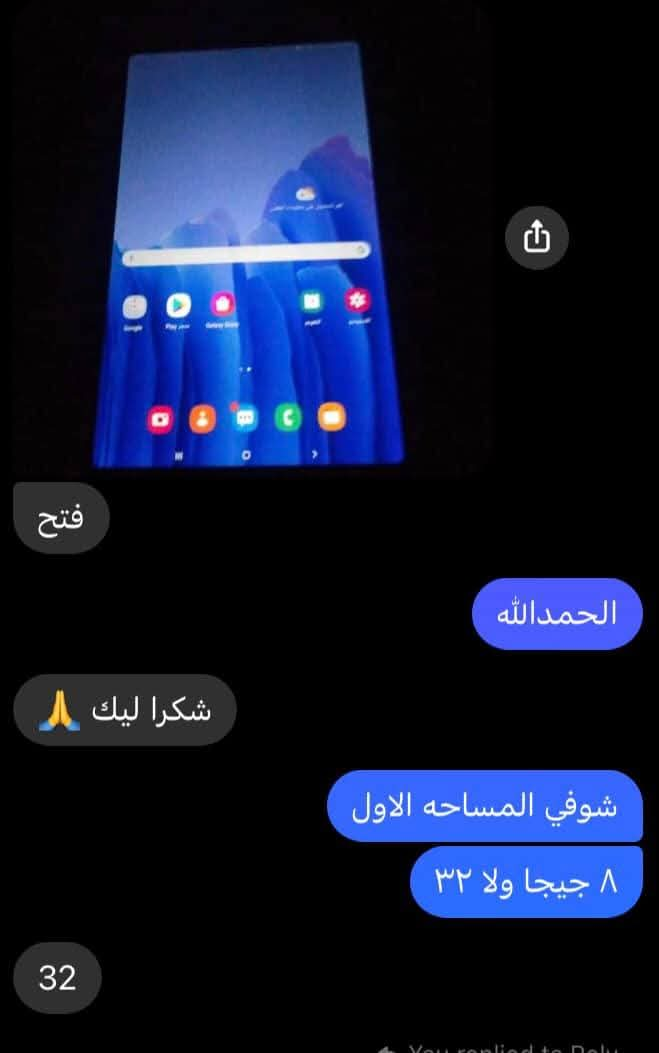 Google
Play متجر
Galaxy Store
فتح
الحمدالله
شكرا ليك 🙏
شوفي المساحه الاول
٨ جيجا ولا ٣٢
32
You replied to